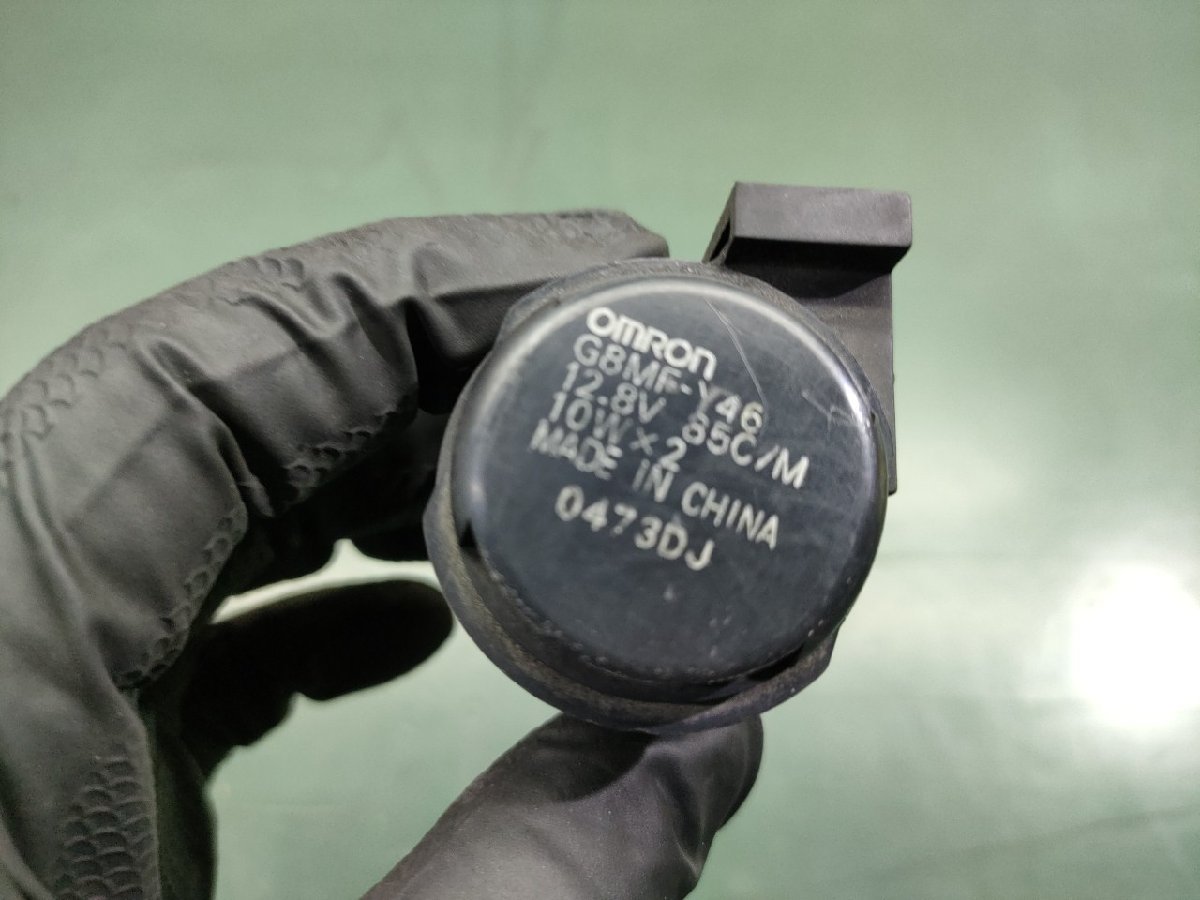 OMRON
G8MF-Y46
12.8V 85C/M
10W×2
MADE IN CHINA
0473DJ